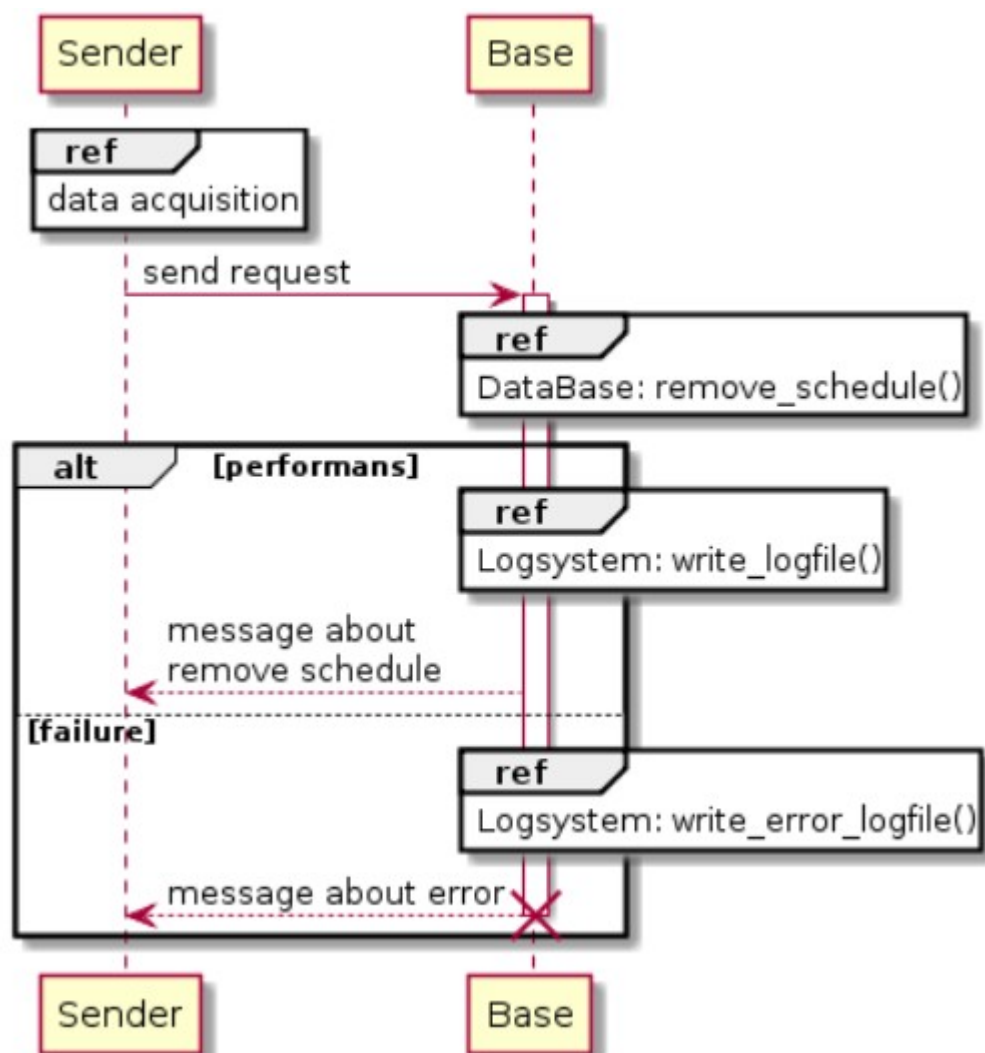 Sender
Base
ref
data acquisition
send request
ref
DataBase: remove_schedule()
alt
[performans]
ref
Logsystem: write_logfile()
message about
remove schedule
[failure]
ref
Logsystem: write_error_logfile()
message about error
Sender
Base